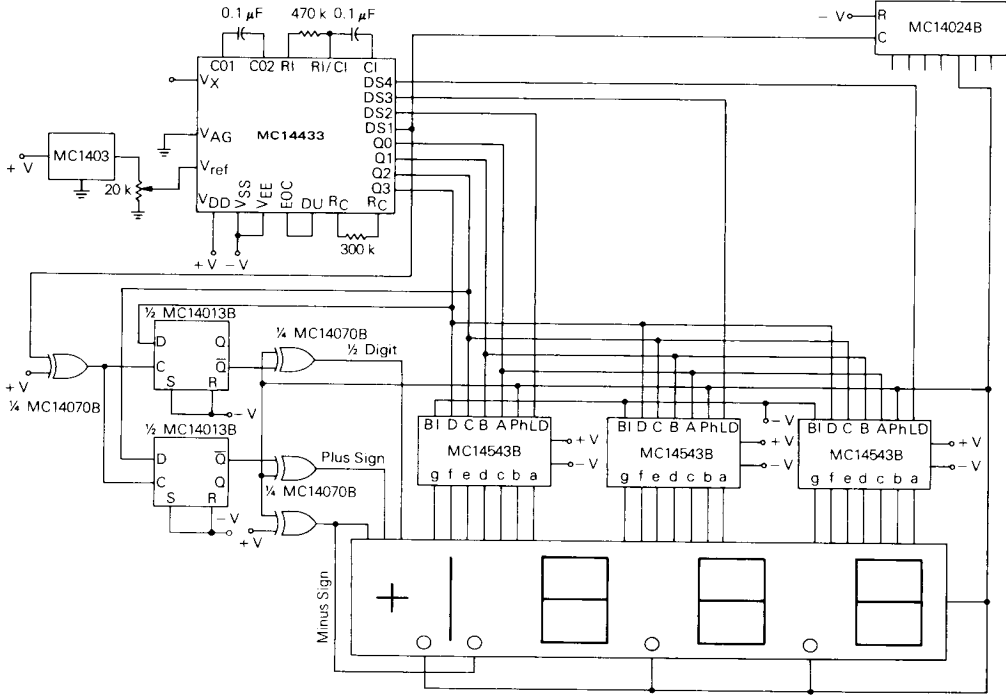 0.1 µF 470 k 0.1 µF
CO1 CO2 RI RI/CI CI
VX
VAG
Vref
VDD VSS VEE EOC DU RC RC
MC14433
DS4
DS3
DS2
DS1
Q0
Q1
Q2
Q3
MC1403
+ V
20 k
+ V – V
300 k
– V
R
C
MC14024B
½ MC14013B
D Q
C Q̄
S R
– V
¼ MC14070B
½ Digit
+ V
¼ MC14070B
½ MC14013B
D Q̄
C Q
S R
– V
Plus Sign
¼ MC14070B
+ V
Minus Sign
BI D C B A Ph LD
MC14543B
g f e d c b a
+ V
– V
BI D C B A Ph LD
MC14543B
g f e d c b a
– V
+ V
– V
BI D C B A Ph LD
MC14543B
g f e d c b a
+ V
– V